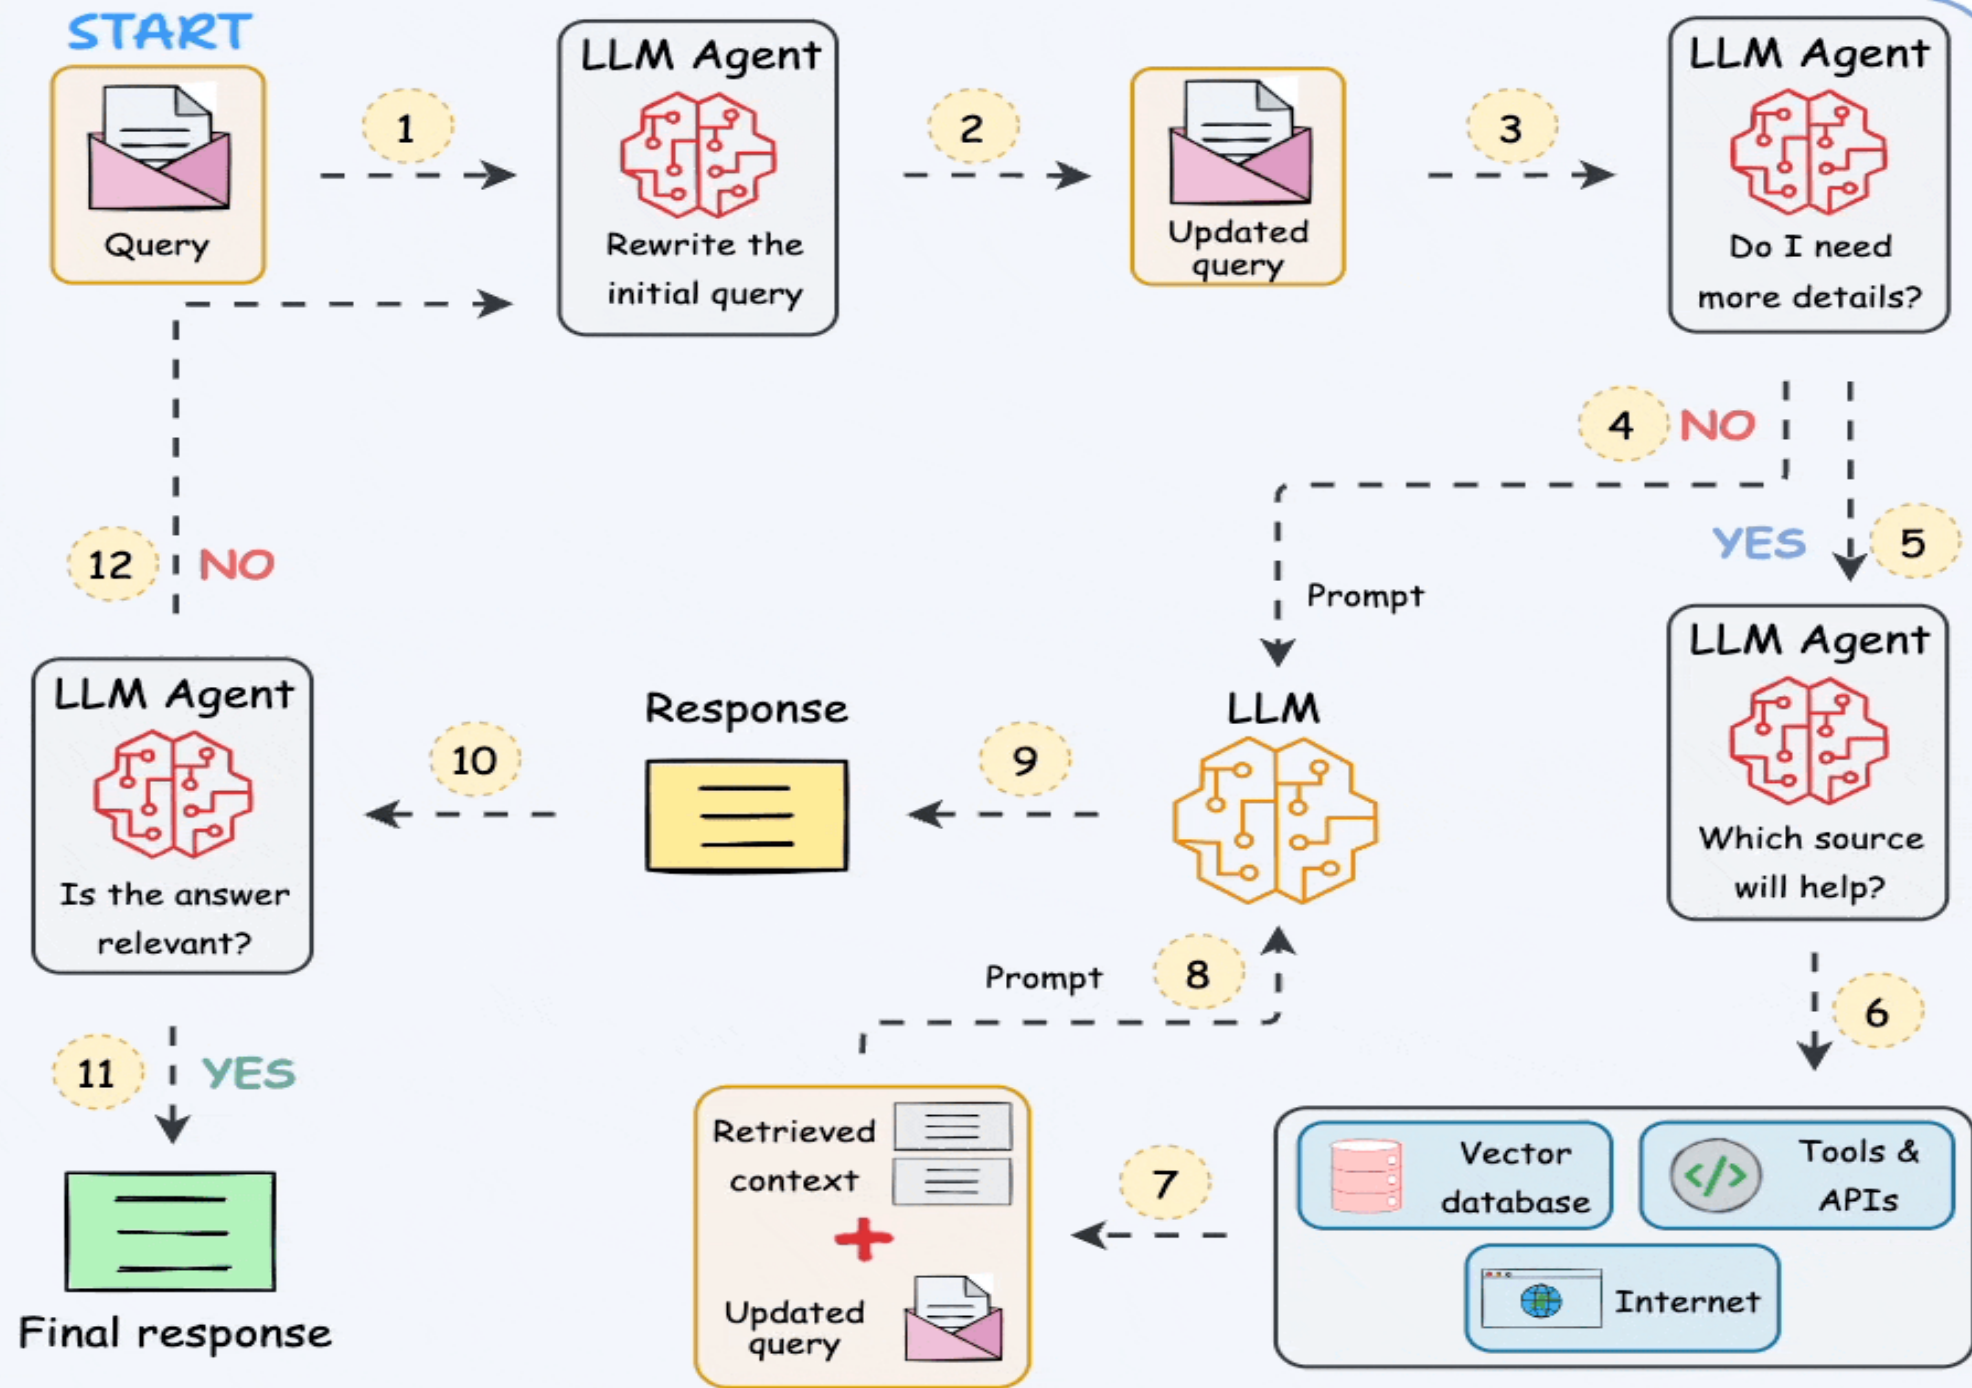 START
Query
1
LLM Agent
Rewrite the
initial query
2
Updated
query
3
LLM Agent
Do I need
more details?
4
NO
Prompt
YES
5
LLM Agent
Which source
will help?
6
Vector
database
Tools &
APIs
Internet
7
Retrieved
context
Updated
query
Prompt
8
LLM
9
Response
10
LLM Agent
Is the answer
relevant?
11
YES
Final response
12
NO